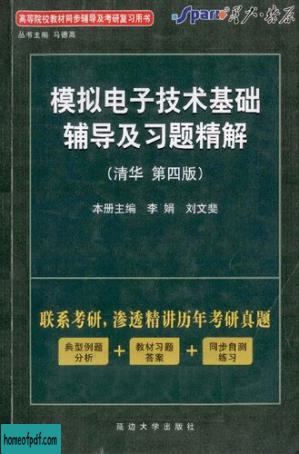 高等院校教材同步辅导及考研复习用书
丛书主编 马德高
Spark 星火·燎原
模拟电子技术基础
辅导及习题精解
(清华 第四版)
本册主编 李 娟 刘文斐
联系考研,渗透精讲历年考研真题
典型例题
分析
+
教材习题
答案
+
同步自测
练习
延边大学出版社
homeofpdf.com
homeofpdf.com